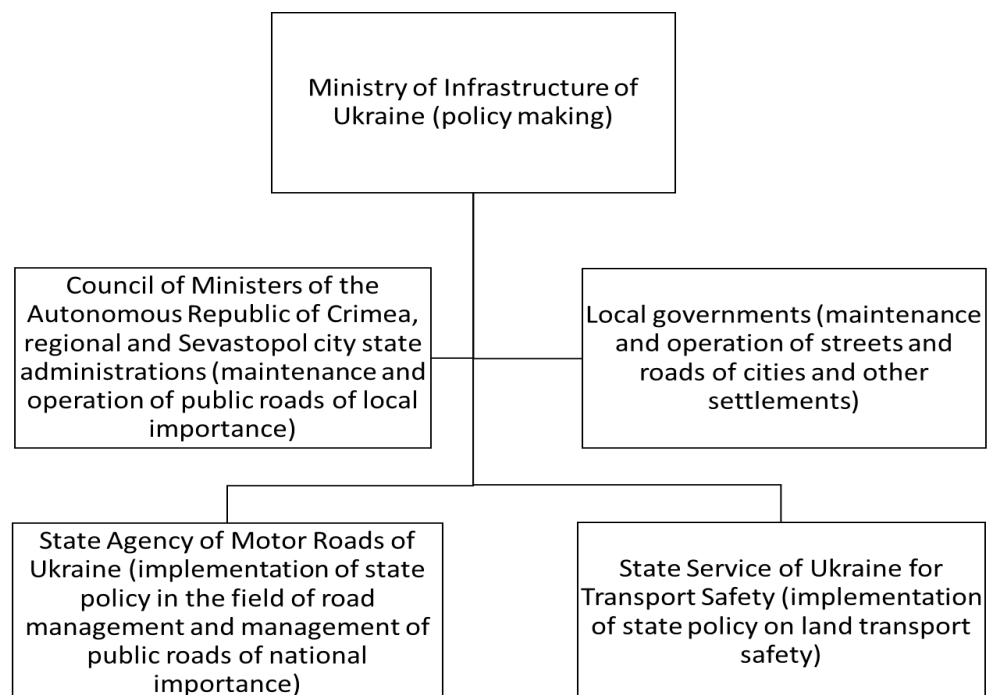 Ministry of Infrastructure of
Ukraine (policy making)
Council of Ministers of the
Autonomous Republic of Crimea,
regional and Sevastopol city state
administrations (maintenance and
operation of public roads of local
importance)
Local governments (maintenance
and operation of streets and
roads of cities and other
settlements)
State Agency of Motor Roads of
Ukraine (implementation of state
policy in the field of road
management and management of
public roads of national
importance)
State Service of Ukraine for
Transport Safety (implementation
of state policy on land transport
safety)